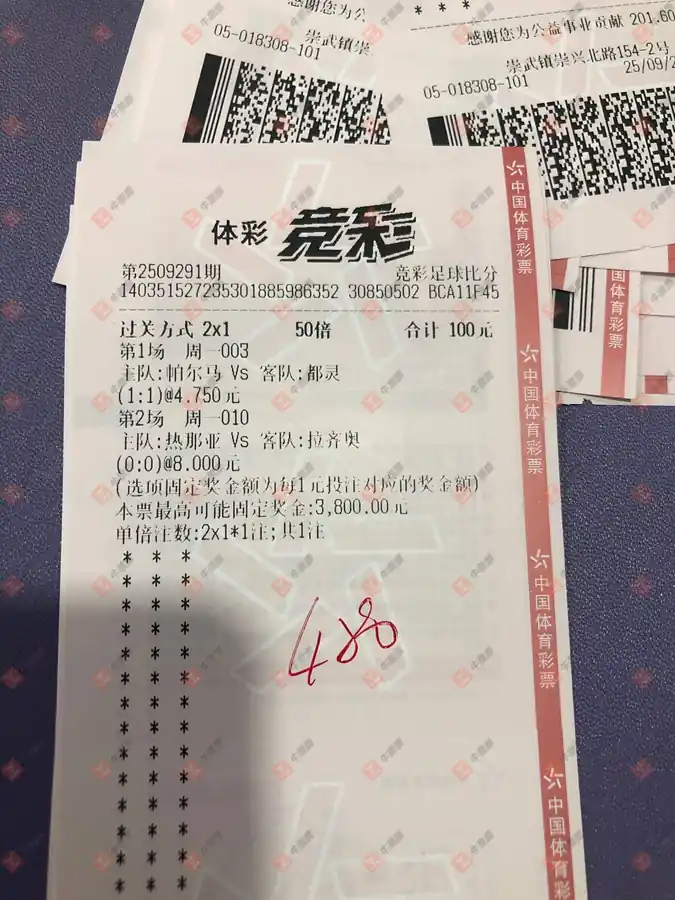 感谢您为公
崇武镇崇
05-018308-101
* * *
感谢您为公益事业贡献 201.60
崇武镇崇兴北路154-2号
05-018308-101 25/09/2
体彩 竞彩
第2509291期 竞彩足球比分
140351527235301885986352 30850502 BCA11F45
过关方式 2x1 50倍 合计 100元
第1场 周一003
主队:帕尔马 Vs 客队:都灵
(1:1)@4.750元
第2场 周一010
主队:热那亚 Vs 客队:拉齐奥
(0:0)@8.000元
(选项固定奖金额为每1元投注对应的奖金额)
本票最高可能固定奖金:3,800.00元
单倍注数:2x1*1注;共1注
* * *
* * *
* * *
* * *
* * *
* * *
* * *
* * *
* * *
* * *
* * *
* * *
* * *
* * *
480
中国体育彩票
中国体育彩票
中国体育彩票
中国体育彩
国体育彩票